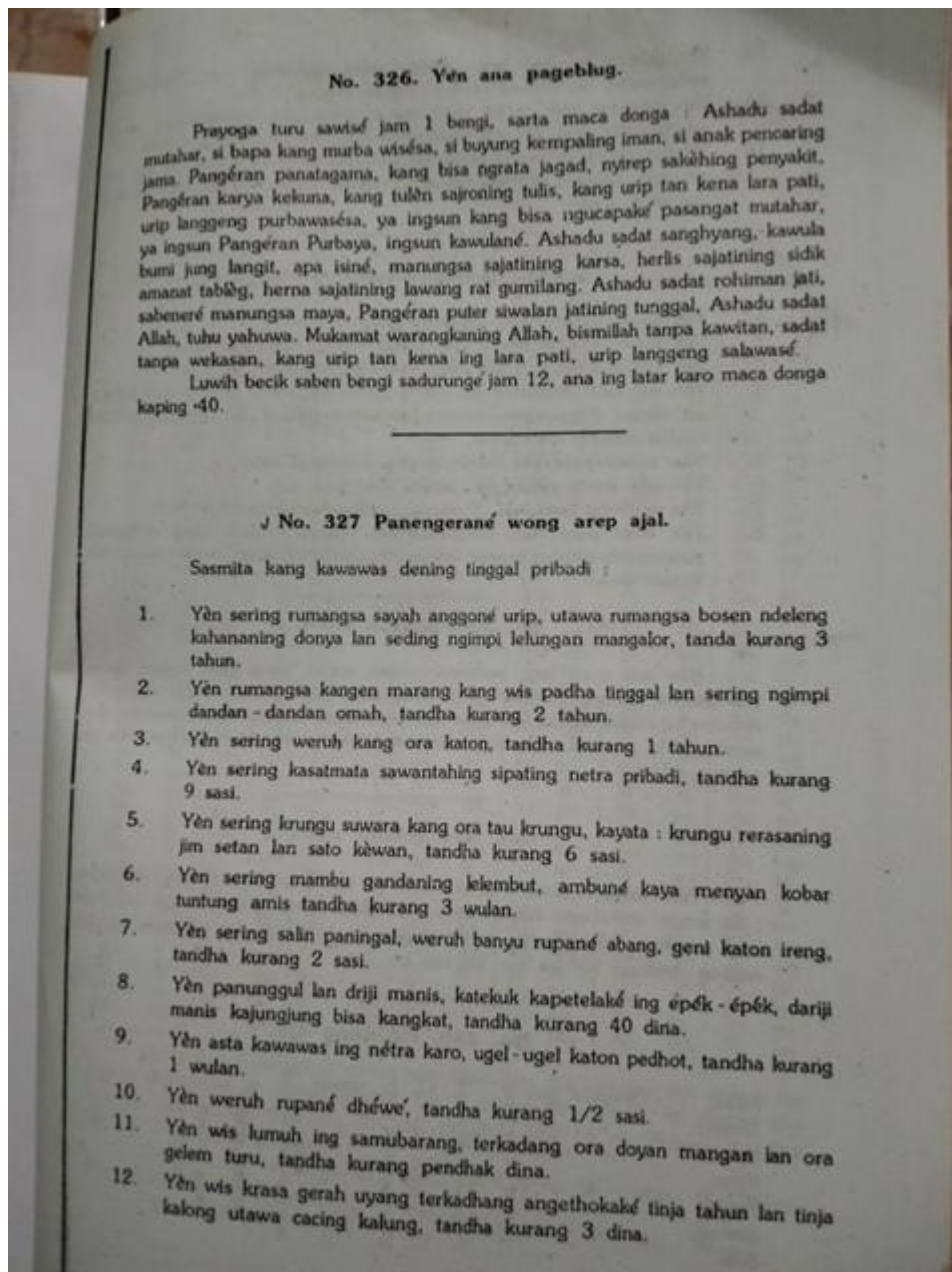 No. 326. Yèn ana pageblug.
Prayoga turu sawisé jam 1 bengi, sarta maca donga : Ashadu sadat
mutahar, si bapa kang murba wisésa, si buyung kempaling iman, si anak pencaring
jama. Pangéran panatagama, kang bisa ngrata jagad, nyirep sakèhing penyakit,
Pangéran karya kekuna, kang tulèn sajroning tulis, kang urip tan kena lara pati,
urip langgeng purbawasésa, ya ingsun kang bisa ngucapaké pasangat mutahar,
ya ingsun Pangéran Purbaya, ingsun kawulané. Ashadu sadat sanghyang, kawula
bumi jung langit, apa isiné, manungsa sajatining karsa, herlis sajatining sidik
amanat tablèg, herna sajatining lawang rat gumilang. Ashadu sadat rohiman jati,
sabeneré manungsa maya, Pangéran puter siwalan jatining tunggal, Ashadu sadat
Allah, tuhu yahuwa. Mukamat warangkaning Allah, bismillah tanpa kawitan, sadat
tanpa wekasan, kang urip tan kena ing lara pati, urip langgeng salawasé.
Luwih becik saben bengi sadurunge jam 12, ana ing latar karo maca donga
kaping 40.
No. 327 Panengerané wong arep ajal.
Sasmita kang kawawas dening tinggal pribadi :
1. Yèn sering rumangsa sayah anggoné urip, utawa rumangsa bosen ndeleng
kahananing donya lan seding ngimpi lelungan mangalor, tanda kurang 3
tahun.
2. Yèn rumangsa kangen marang kang wis padha tinggal lan sering ngimpi
dandan - dandan omah, tandha kurang 2 tahun.
3. Yèn sering weruh kang ora katon, tandha kurang 1 tahun.
4. Yèn sering kasatmata sawantahing sipating netra pribadi, tandha kurang
9 sasi.
5. Yèn sering krungu suwara kang ora tau krungu, kayata : krungu rerasaning
jim setan lan sato kèwan, tandha kurang 6 sasi.
6. Yèn sering mambu gandaning lelembut, ambuné kaya menyan kobar
tuntung amis tandha kurang 3 wulan.
7. Yèn sering salin paningal, weruh banyu rupané abang, geni katon ireng,
tandha kurang 2 sasi.
8. Yèn panunggul lan driji manis, katekuk kapetelaké ing épék - épék, dariji
manis kajungjung bisa kangkat, tandha kurang 40 dina.
9. Yèn asta kawawas ing nétra karo, ugel - ugel katon pedhot, tandha kurang
1 wulan.
10. Yèn weruh rupané dhéwé, tandha kurang 1/2 sasi.
11. Yèn wis lumuh ing samubarang, terkadang ora doyan mangan lan ora
gelem turu, tandha kurang pendhak dina.
12. Yèn wis krasa gerah uyang terkadhang angethokaké tinja tahun lan tinja
kalong utawa cacing kalung, tandha kurang 3 dina.